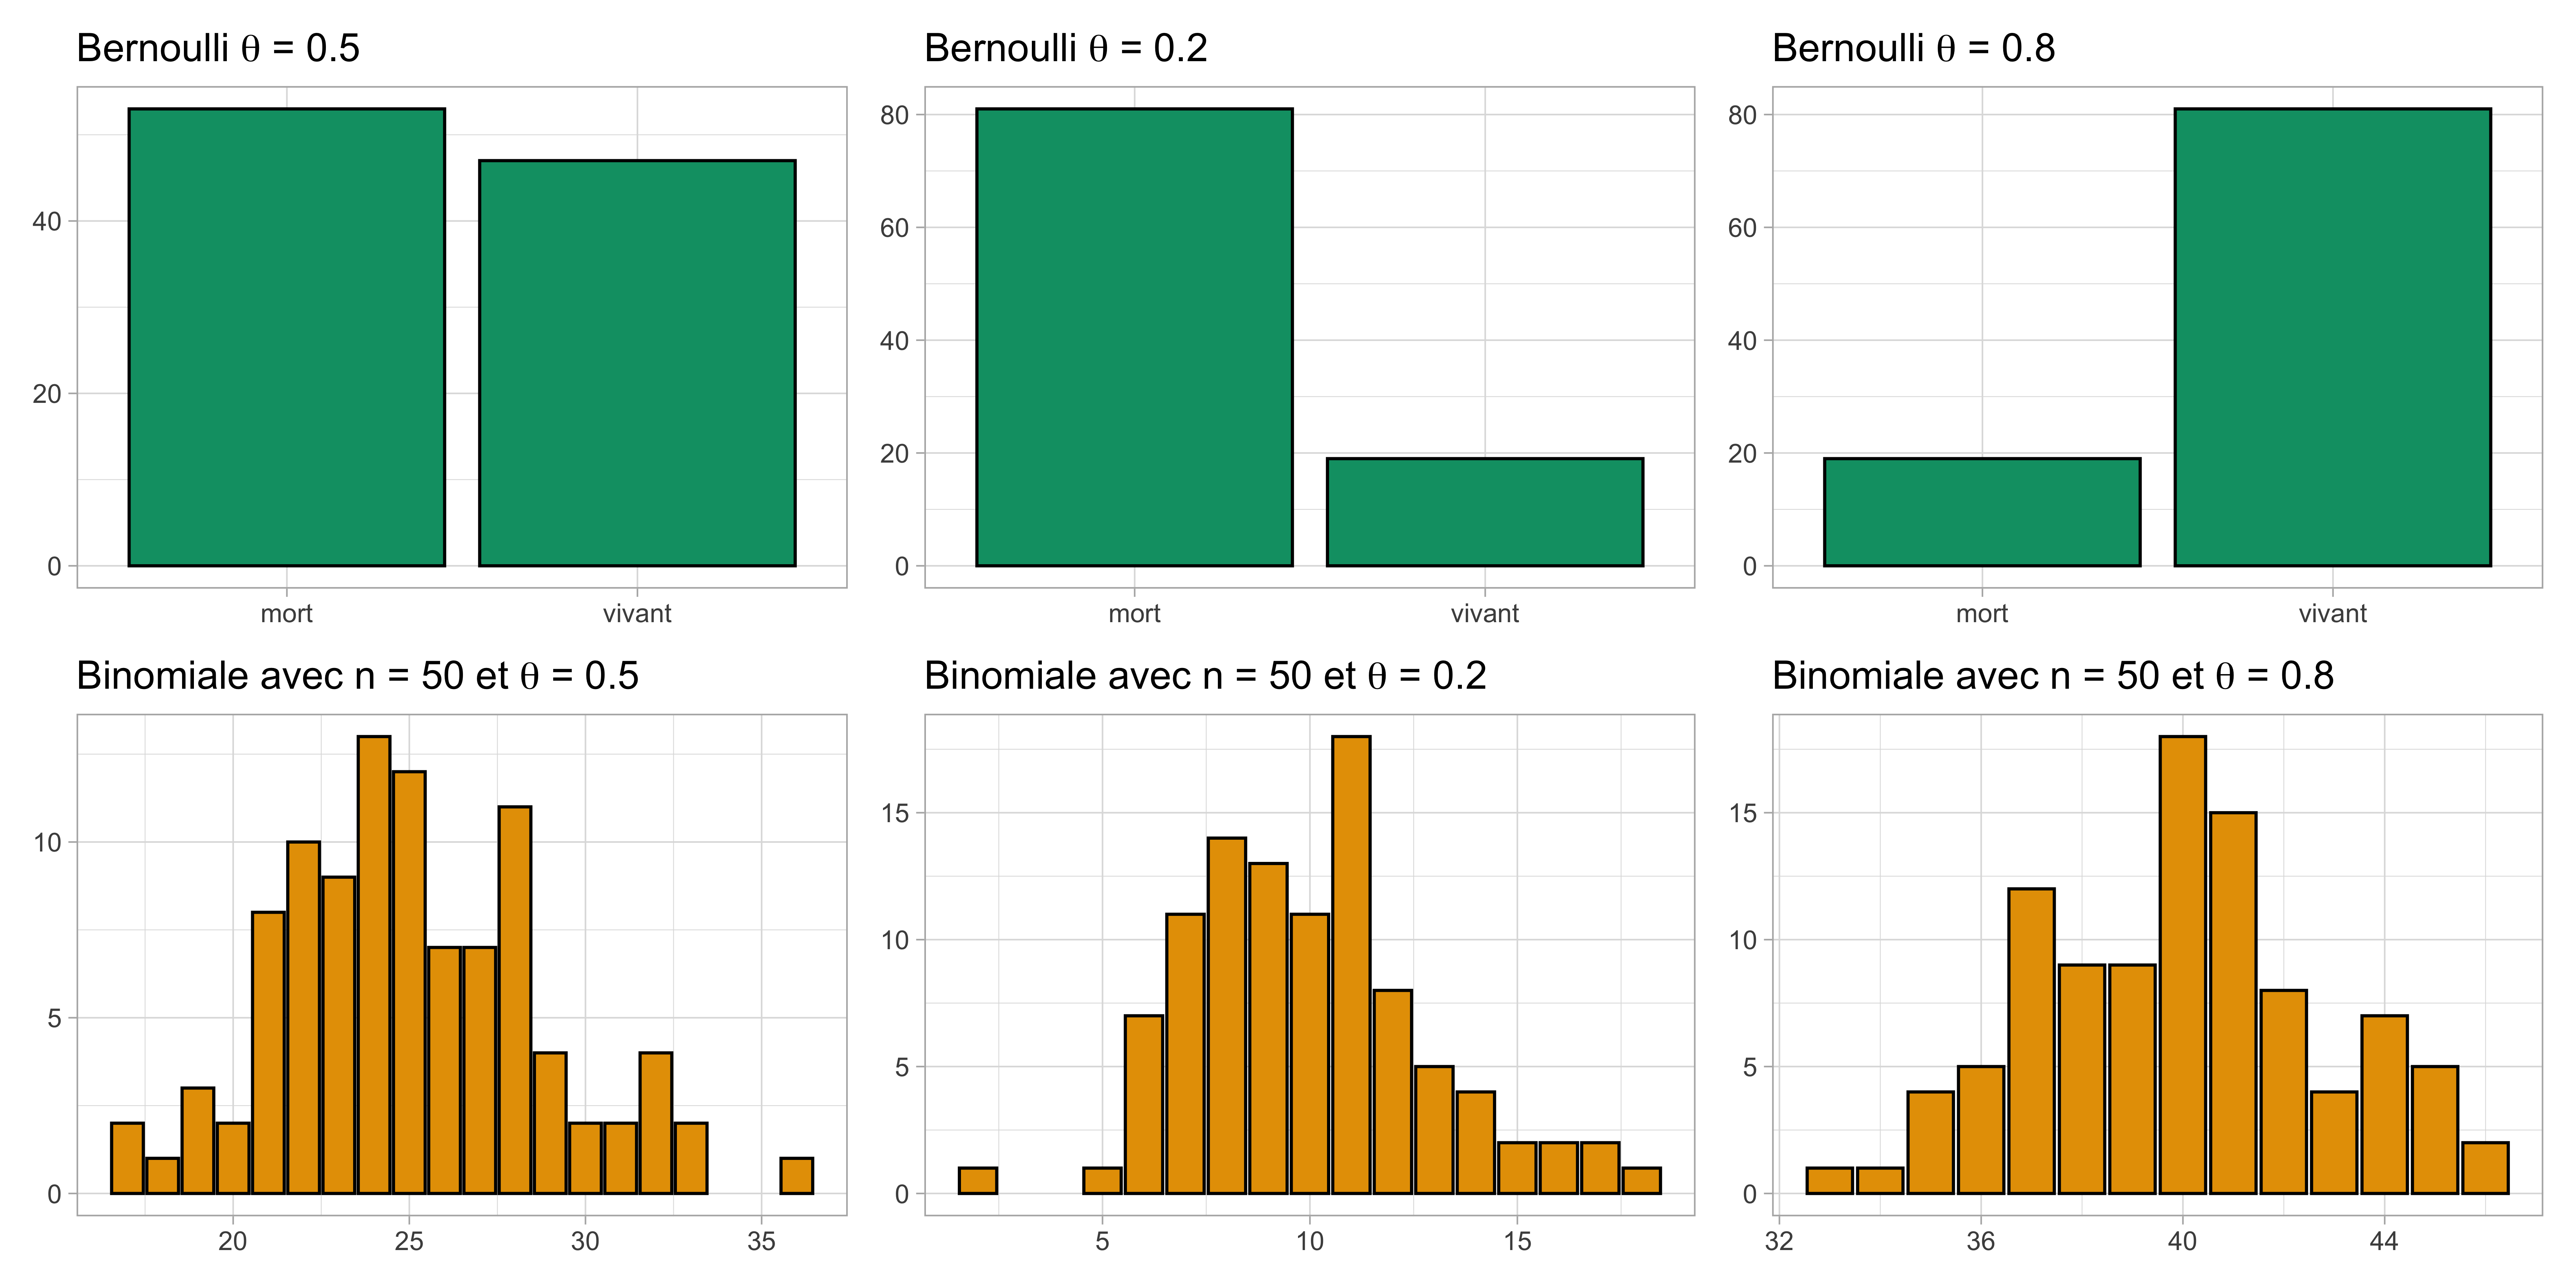 Bernoulli θ = 0.5
40
20
0
mort vivant
Bernoulli θ = 0.2
80
60
40
20
0
mort vivant
Bernoulli θ = 0.8
80
60
40
20
0
mort vivant
Binomiale avec n = 50 et θ = 0.5
10
5
0
20 25 30 35
Binomiale avec n = 50 et θ = 0.2
15
10
5
0
5 10 15
Binomiale avec n = 50 et θ = 0.8
15
10
5
0
32 36 40 44